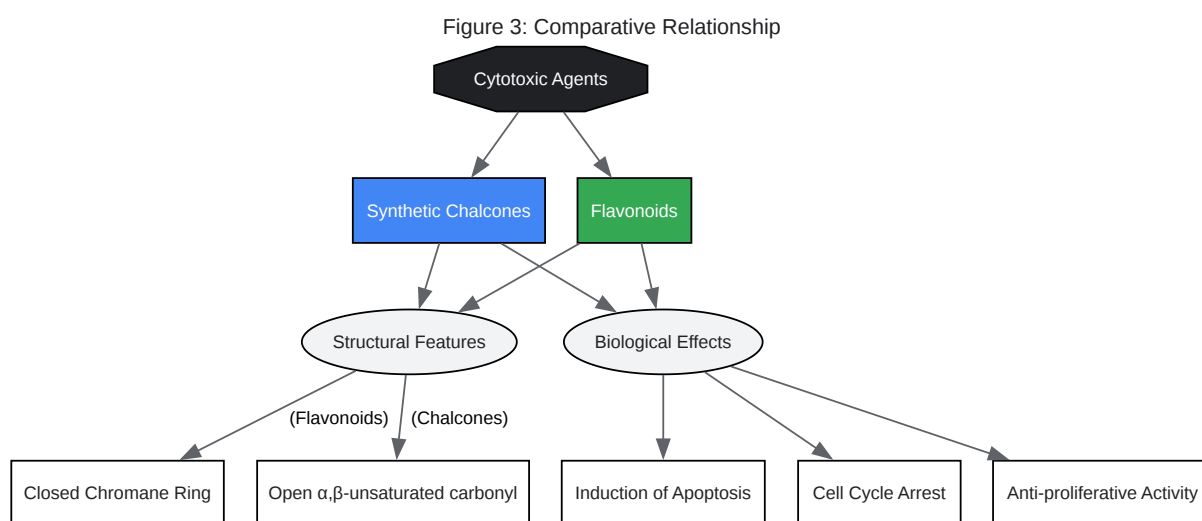 Figure 3: Comparative Relationship
Cytotoxic Agents
Synthetic Chalcones
Flavonoids
Structural Features
Biological Effects
(Flavonoids)
(Chalcones)
Closed Chromane Ring
Open α,β-unsaturated carbonyl
Induction of Apoptosis
Cell Cycle Arrest
Anti-proliferative Activity